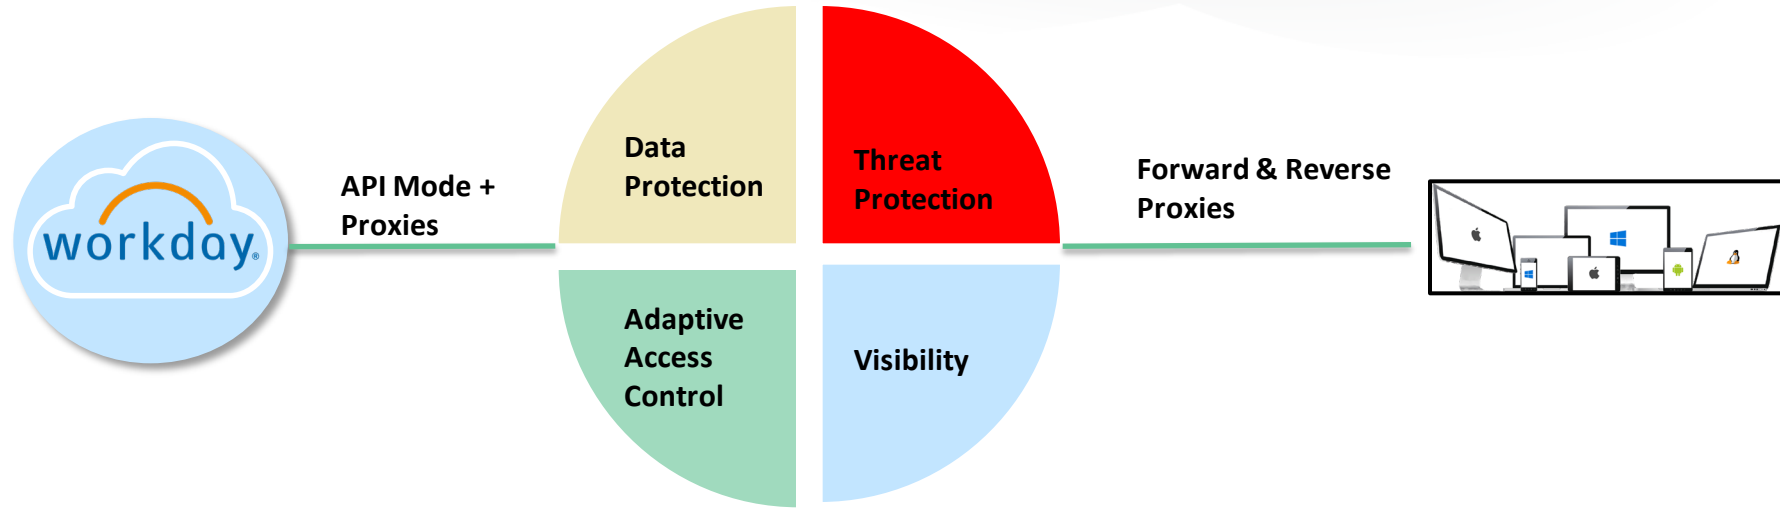 workday®
API Mode +
Proxies
Data
Protection
Threat
Protection
Adaptive
Access
Control
Visibility
Forward & Reverse
Proxies